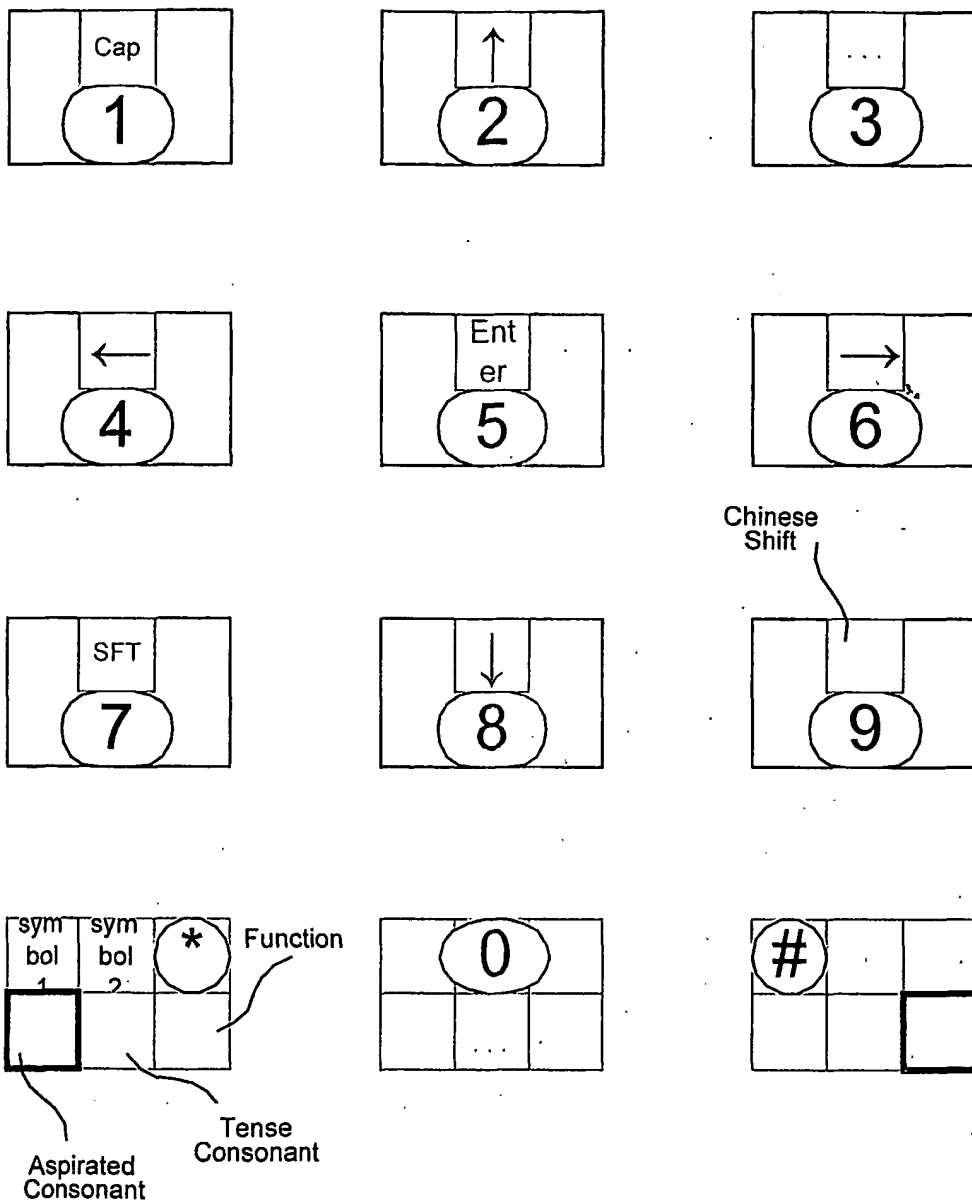 Cap
1
↑
2
...
3
←
4
Ent
er
5
→
6
Chinese
Shift
SFT
7
↓
8
9
sym
bol
1
sym
bol
2
*
Function
0
...
#
Tense
Consonant
Aspirated
Consonant